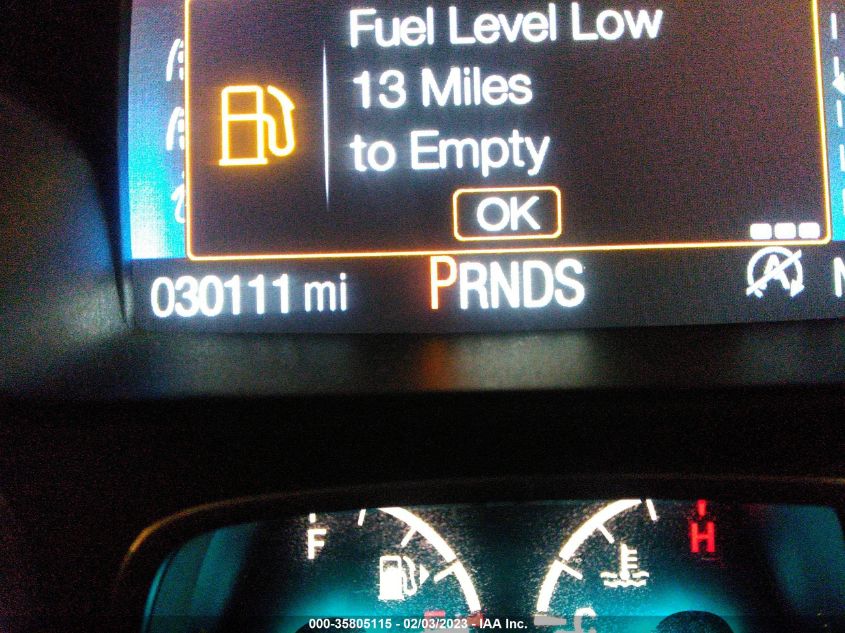 Fuel Level Low
13 Miles
to Empty
OK
030111 mi
PRNDS
A
F
H
C
000-35805115 - 02/03/2023 - IAA Inc.